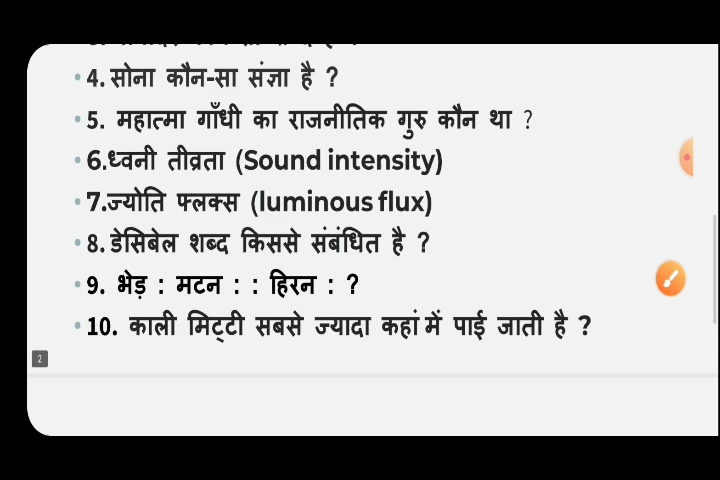 4. सोना कौन-सा संज्ञा है ?
5. महात्मा गाँधी का राजनीतिक गुरु कौन था ?
6.ध्वनी तीव्रता (Sound intensity)
7.ज्योति फ्लक्स (luminous flux)
8. डेसिबेल शब्द किससे संबंधित है ?
9. भेड़ : मटन : : हिरन : ?
10. काली मिट्टी सबसे ज्यादा कहां में पाई जाती है ?
2